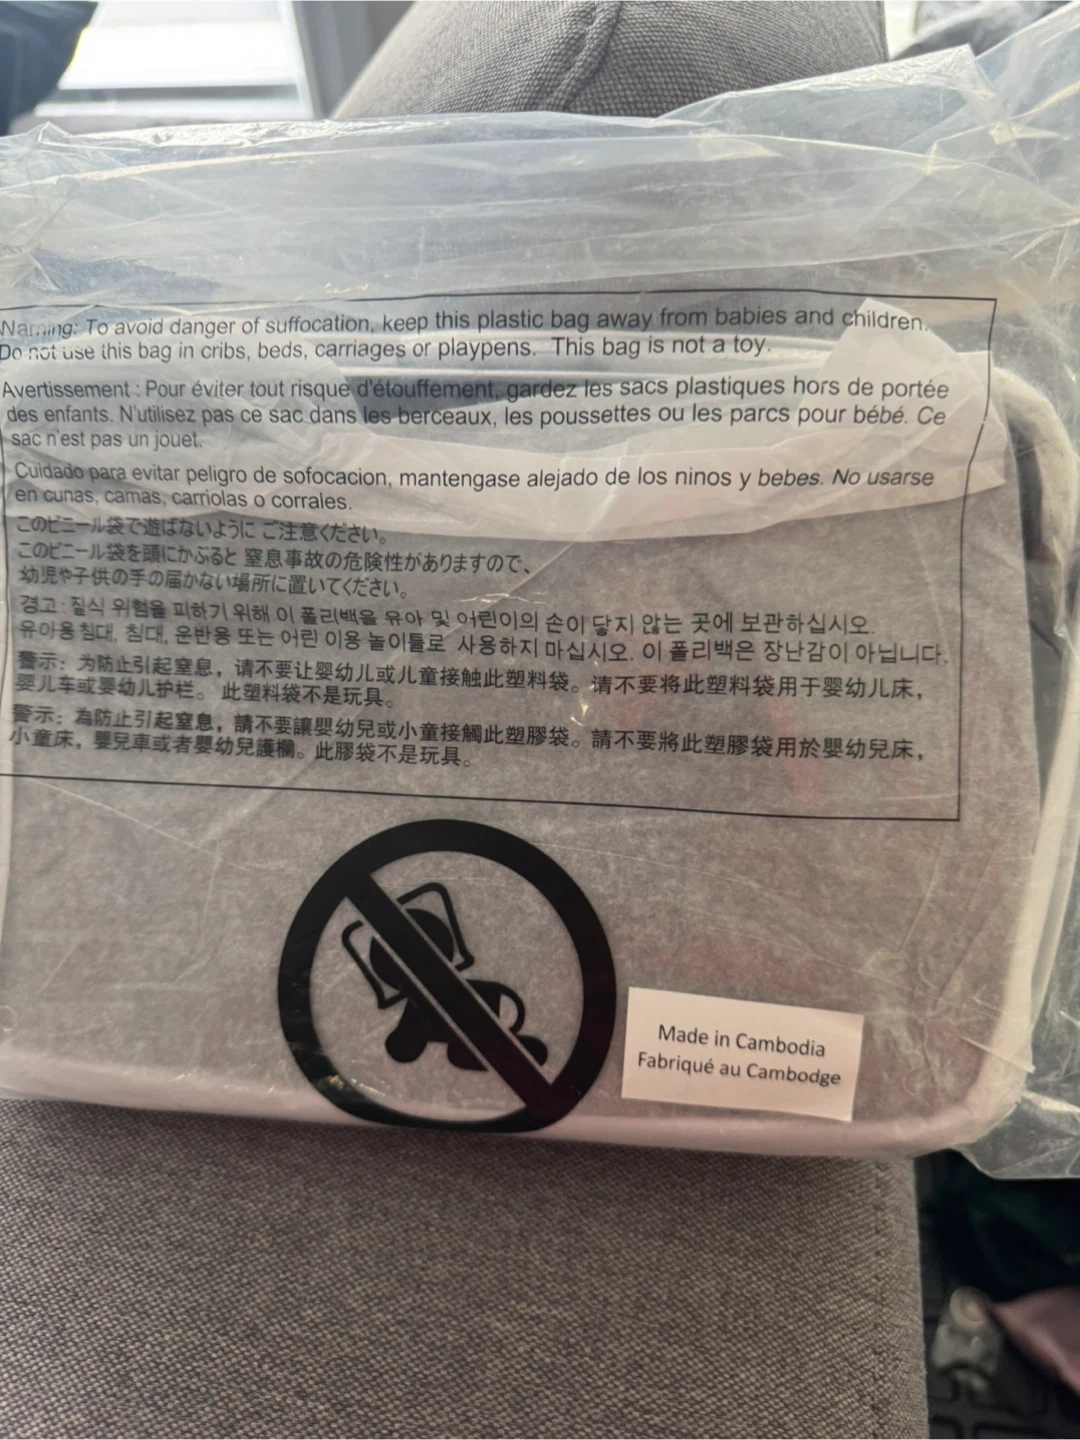 Warning: To avoid danger of suffocation, keep this plastic bag away from babies and children.
Do not use this bag in cribs, beds, carriages or playpens. This bag is not a toy.
Avertissement : Pour éviter tout risque d'étouffement, gardez les sacs plastiques hors de portée
des enfants. N'utilisez pas ce sac dans les berceaux, les poussettes ou les parcs pour bébé. Ce
sac n'est pas un jouet.
Cuidado para evitar peligro de sofocacion, mantengase alejado de los ninos y bebes. No usarse
en cunas, camas, carriolas o corrales.
このビニール袋で遊ばないように ご注意ください。
このビニール袋を頭にかぶると 窒息事故の危険性がありますので、
幼児や子供の手の届かない場所に置いてください。
경고 : 질식 위험을 피하기 위해 이 폴리백을 유아 및 어린이의 손이 닿지 않는 곳에 보관하십시오.
유아용 침대, 침대, 운반용 또는 어린 이용 놀이틀로 사용하지 마십시오. 이 폴리백은 장난감이 아닙니다.
警示：为防止引起窒息，请不要让婴幼儿或儿童接触此塑料袋。请不要将此塑料袋用于婴幼儿床，
婴儿车或婴幼儿护栏。此塑料袋不是玩具。
警示：為防止引起窒息，請不要讓嬰幼兒或小童接觸此塑膠袋。請不要將此塑膠袋用於嬰幼兒床，
小童床，嬰兒車或者嬰幼兒護欄。此膠袋不是玩具。
Made in Cambodia
Fabriqué au Cambodge